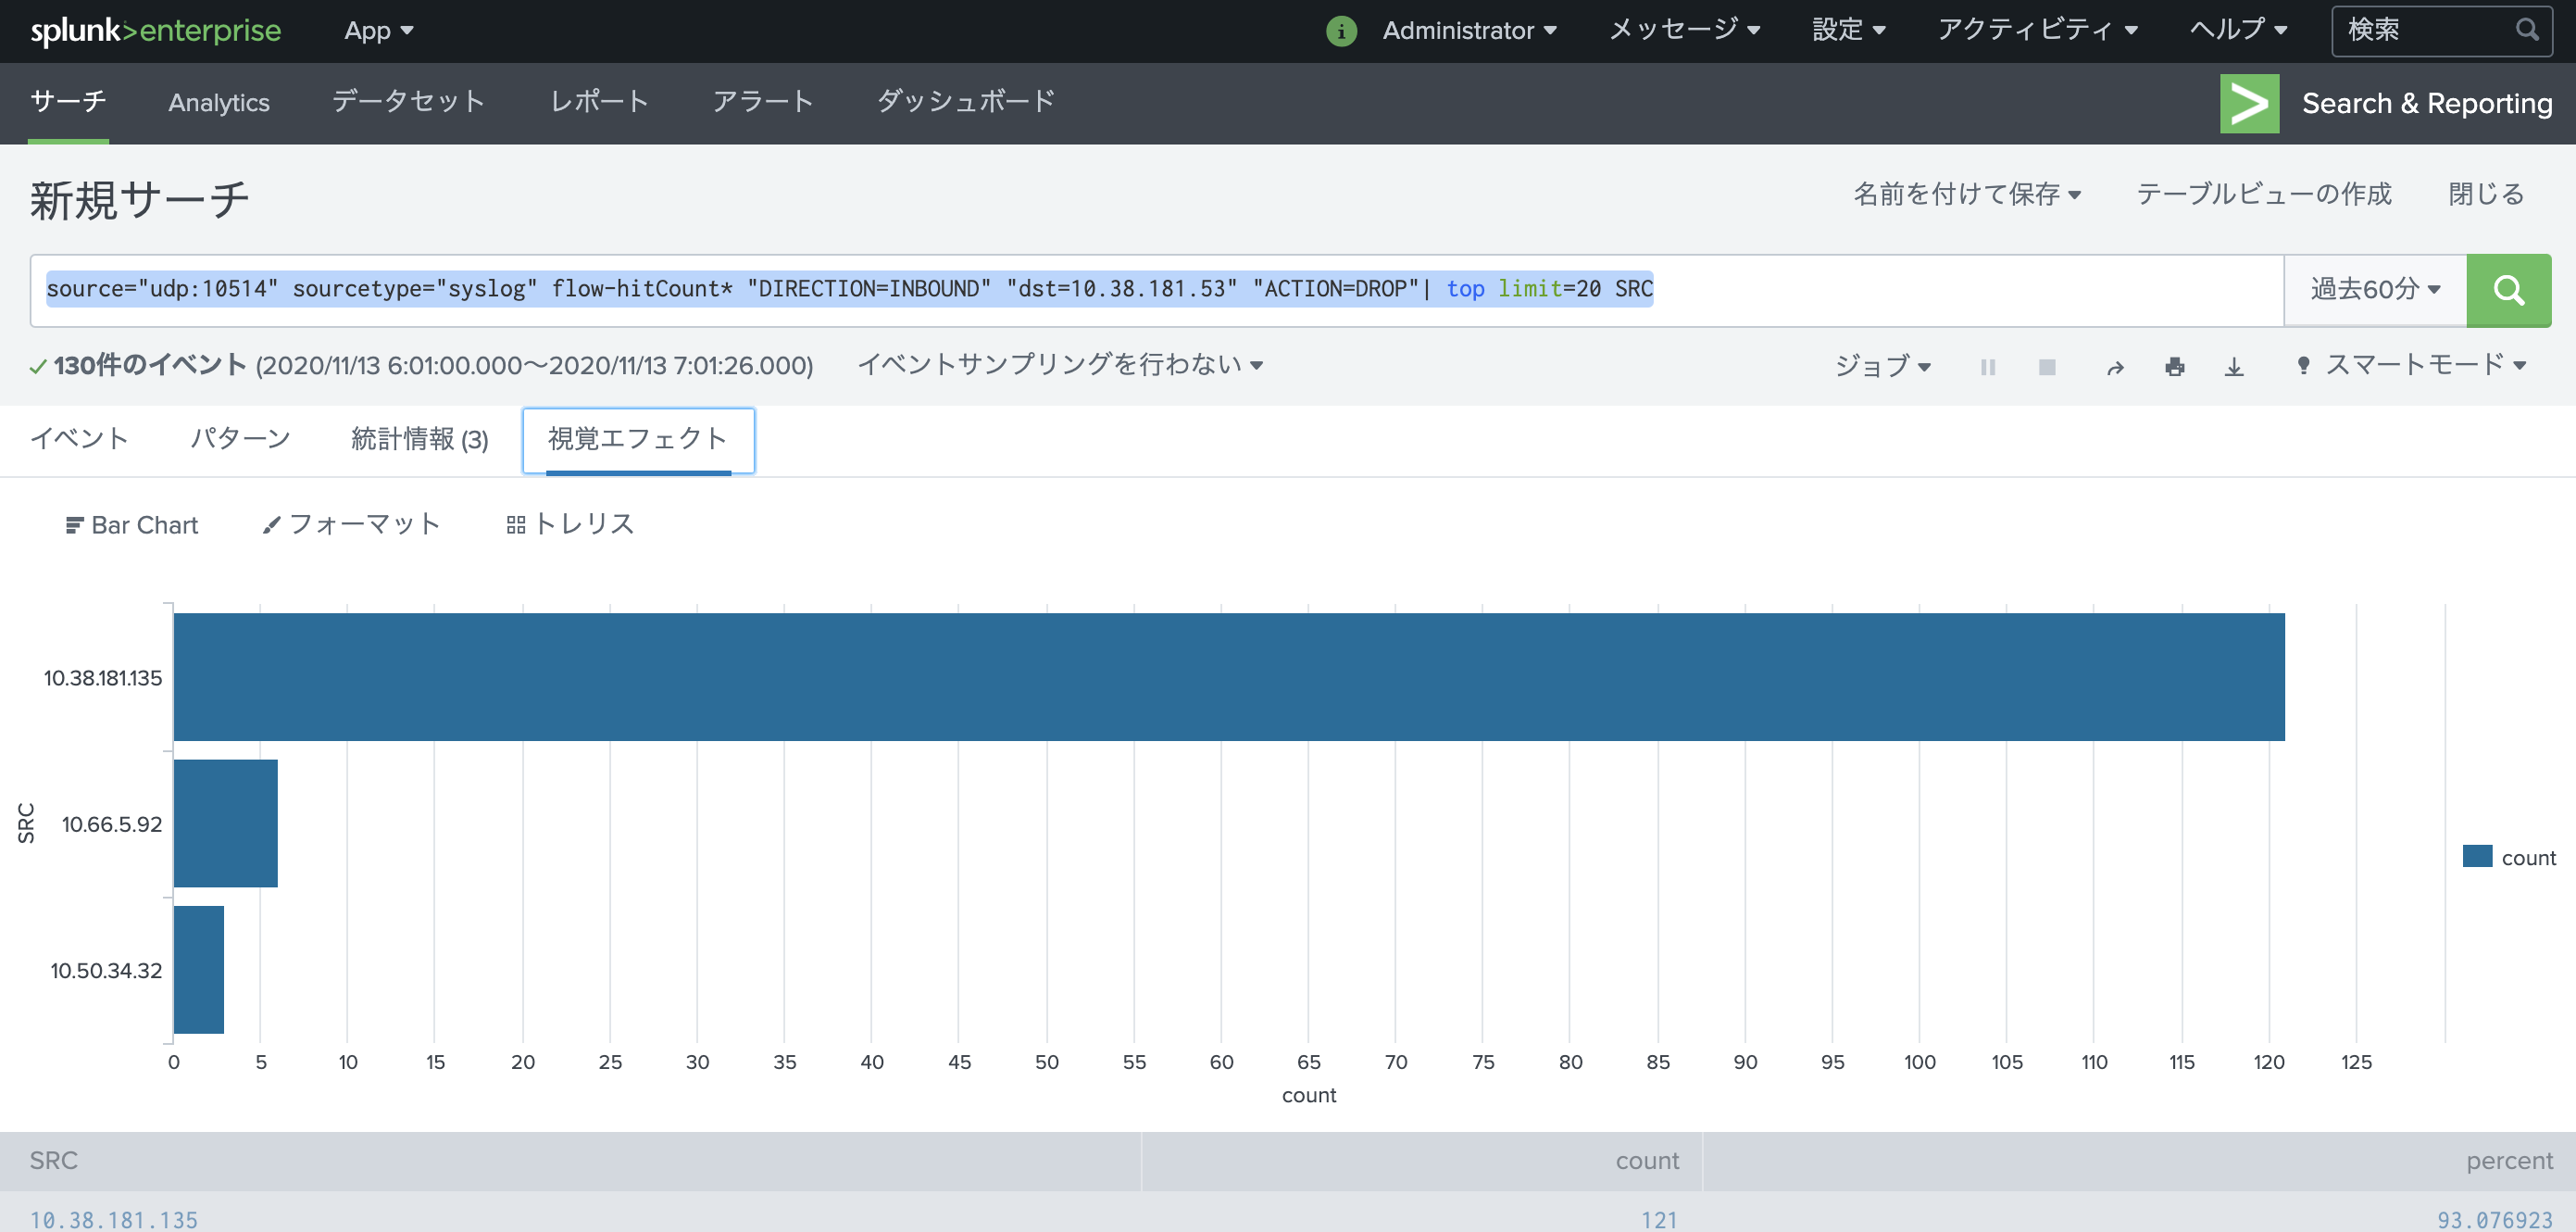 splunk>enterprise App Administrator メッセージ 設定 アクティビティ ヘルプ 検索
サーチ Analytics データセット レポート アラート ダッシュボード Search & Reporting
新規サーチ 名前を付けて保存 テーブルビューの作成 閉じる
source="udp:10514" sourcetype="syslog" flow-hitCount* "DIRECTION=INBOUND" "dst=10.38.181.53" "ACTION=DROP"| top limit=20 SRC 過去60分
130件のイベント (2020/11/13 6:01:00.000〜2020/11/13 7:01:26.000) イベントサンプリングを行わない ジョブ スマートモード
イベント パターン 統計情報 (3) 視覚エフェクト
Bar Chart フォーマット トレリス
10.38.181.135
10.66.5.92
10.50.34.32
SRC
0 5 10 15 20 25 30 35 40 45 50 55 60 65 70 75 80 85 90 95 100 105 110 115 120 125
count
count
SRC count percent
10.38.181.135 121 93.076923